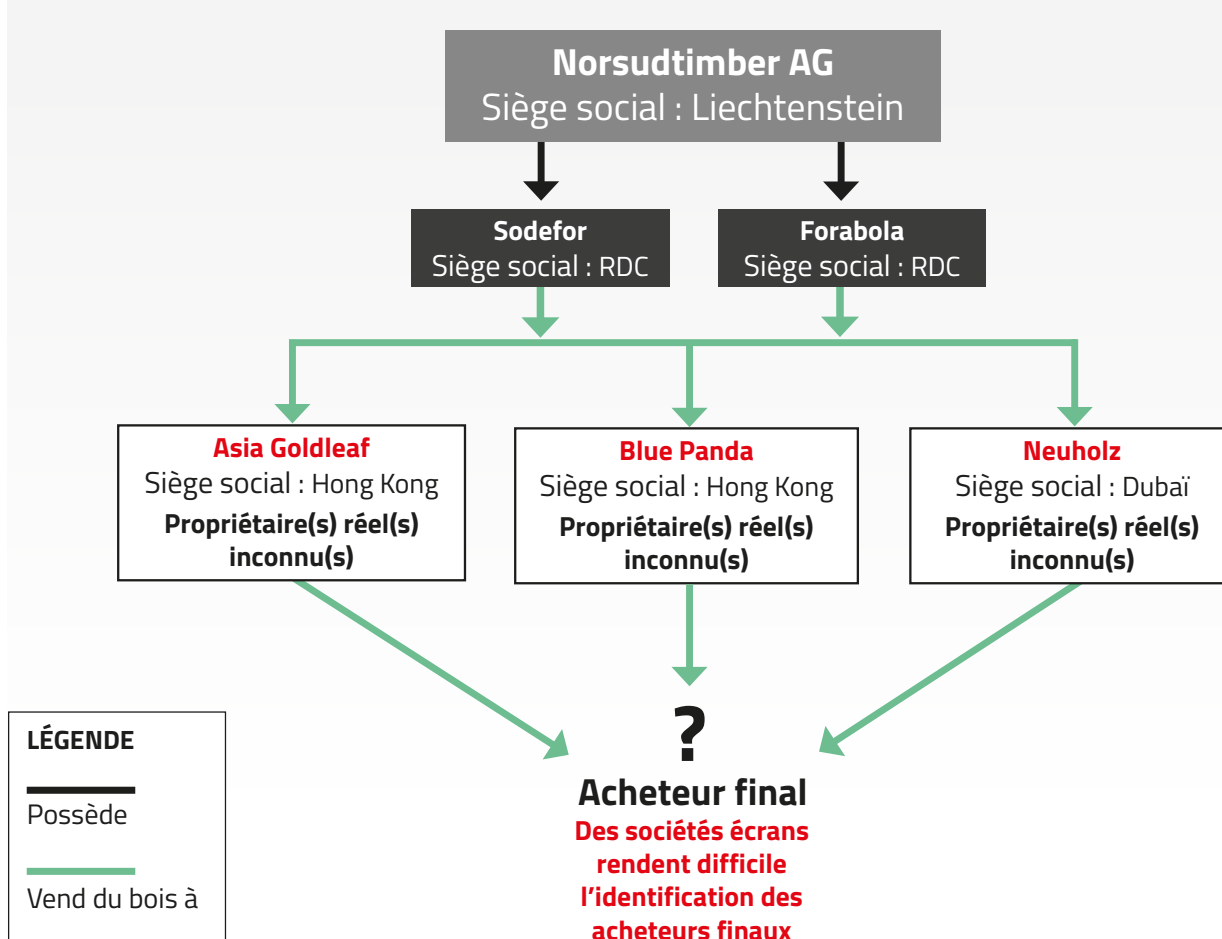 Norsudtimber AG
Siège social : Liechtenstein
Sodefor
Siège social : RDC
Forabola
Siège social : RDC
Asia Goldleaf
Siège social : Hong Kong
Propriétaire(s) réel(s)
inconnu(s)
Blue Panda
Siège social : Hong Kong
Propriétaire(s) réel(s)
inconnu(s)
Neuholz
Siège social : Dubaï
Propriétaire(s) réel(s)
inconnu(s)
?
Acheteur final
Des sociétés écrans
rendent difficile
l’identification des
acheteurs finaux
LÉGENDE
Possède
Vend du bois à